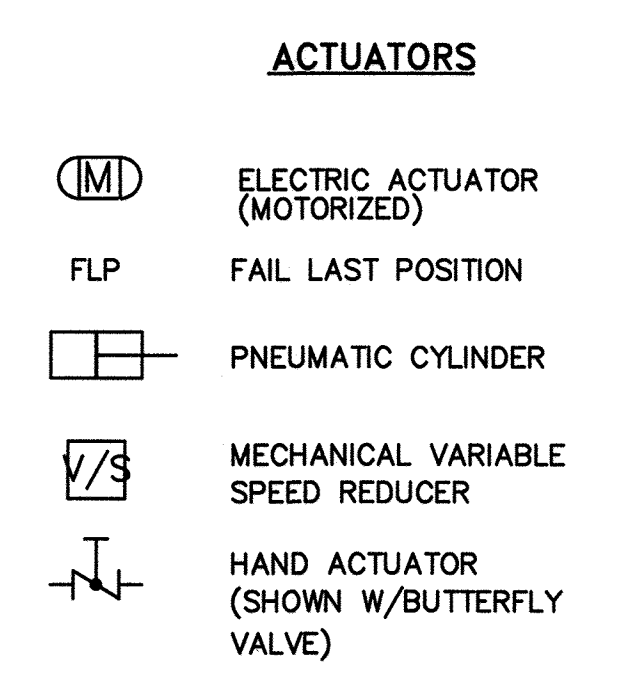 ACTUATORS
M
ELECTRIC ACTUATOR
(MOTORIZED)
FLP
FAIL LAST POSITION
PNEUMATIC CYLINDER
V/S
MECHANICAL VARIABLE
SPEED REDUCER
HAND ACTUATOR
(SHOWN W/BUTTERFLY
VALVE)